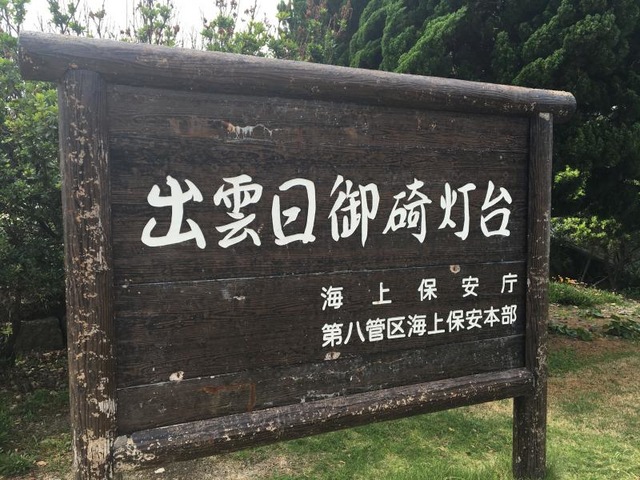 出雲日御碕灯台
海上保安庁
第八管区海上保安本部